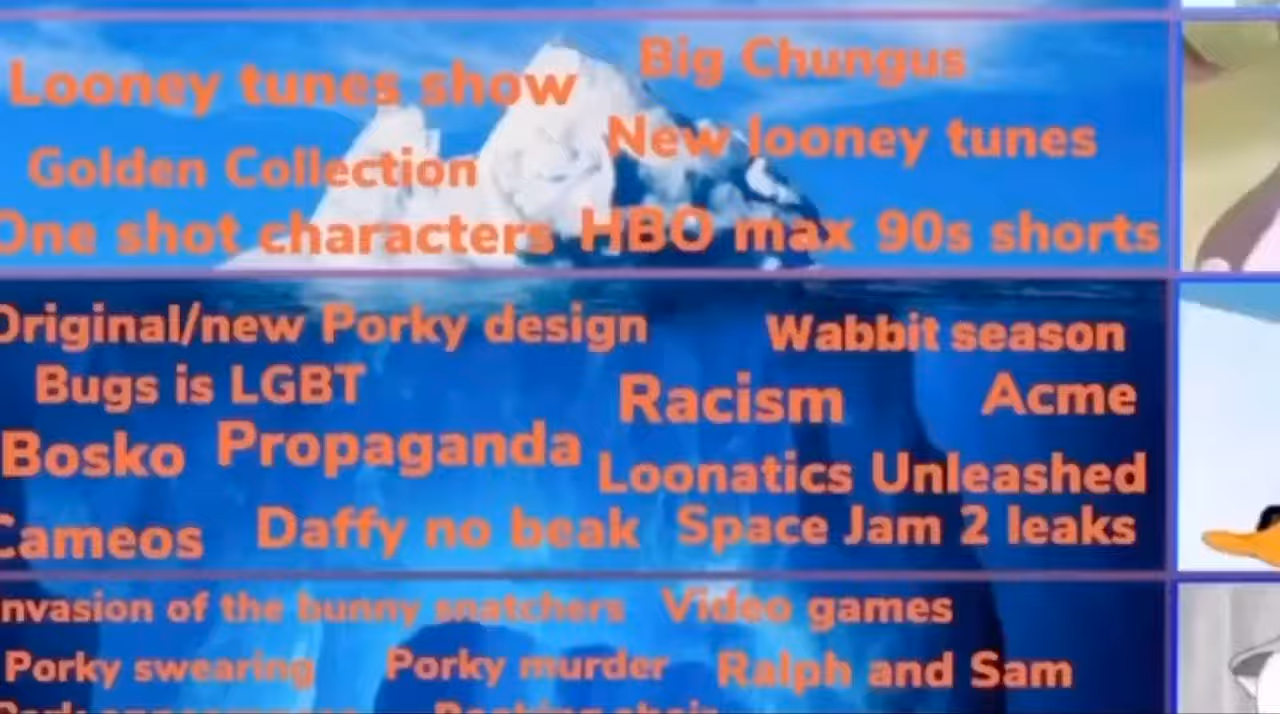 Looney tunes show
Big Chungus
New looney tunes
Golden Collection
One shot characters
HBO max 90s shorts
Original/new Porky design
Wabbit season
Bugs is LGBT
Racism
Acme
Bosko
Propaganda
Loonatics Unleashed
Cameos
Daffy no beak
Space Jam 2 leaks
nvasion of the bunny snatchers
Video games
Porky swearing
Porky murder
Ralph and Sam